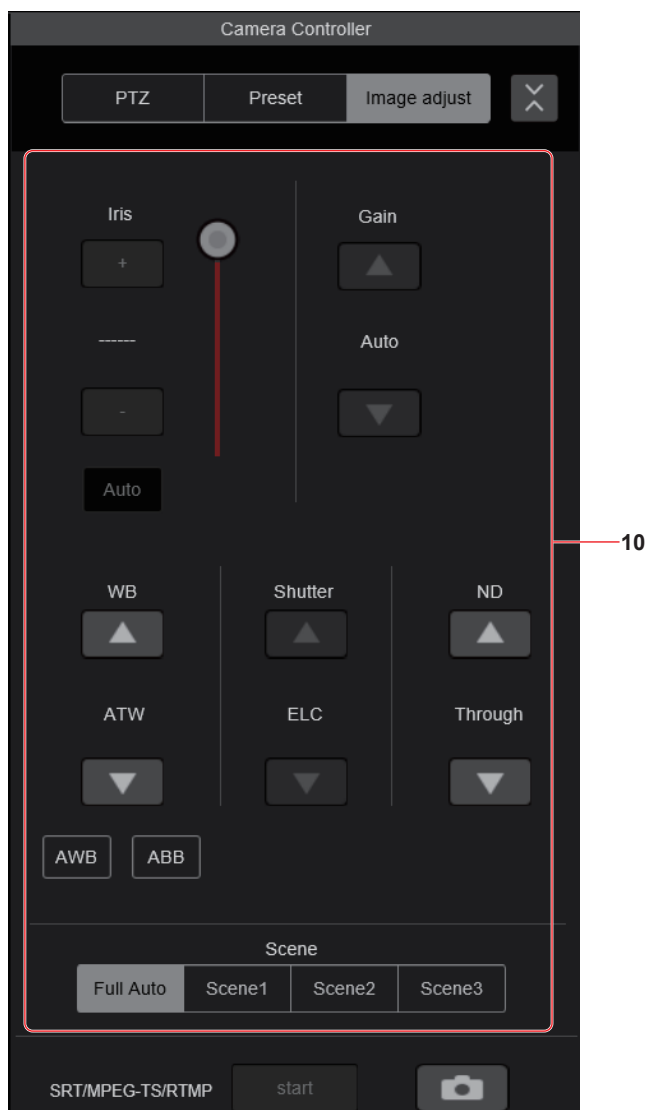 Camera Controller
PTZ Preset Image adjust
Iris Gain
+
------ Auto
-
Auto
10
WB Shutter ND
ATW ELC Through
AWB ABB
Scene
Full Auto Scene1 Scene2 Scene3
SRT/MPEG-TS/RTMP start